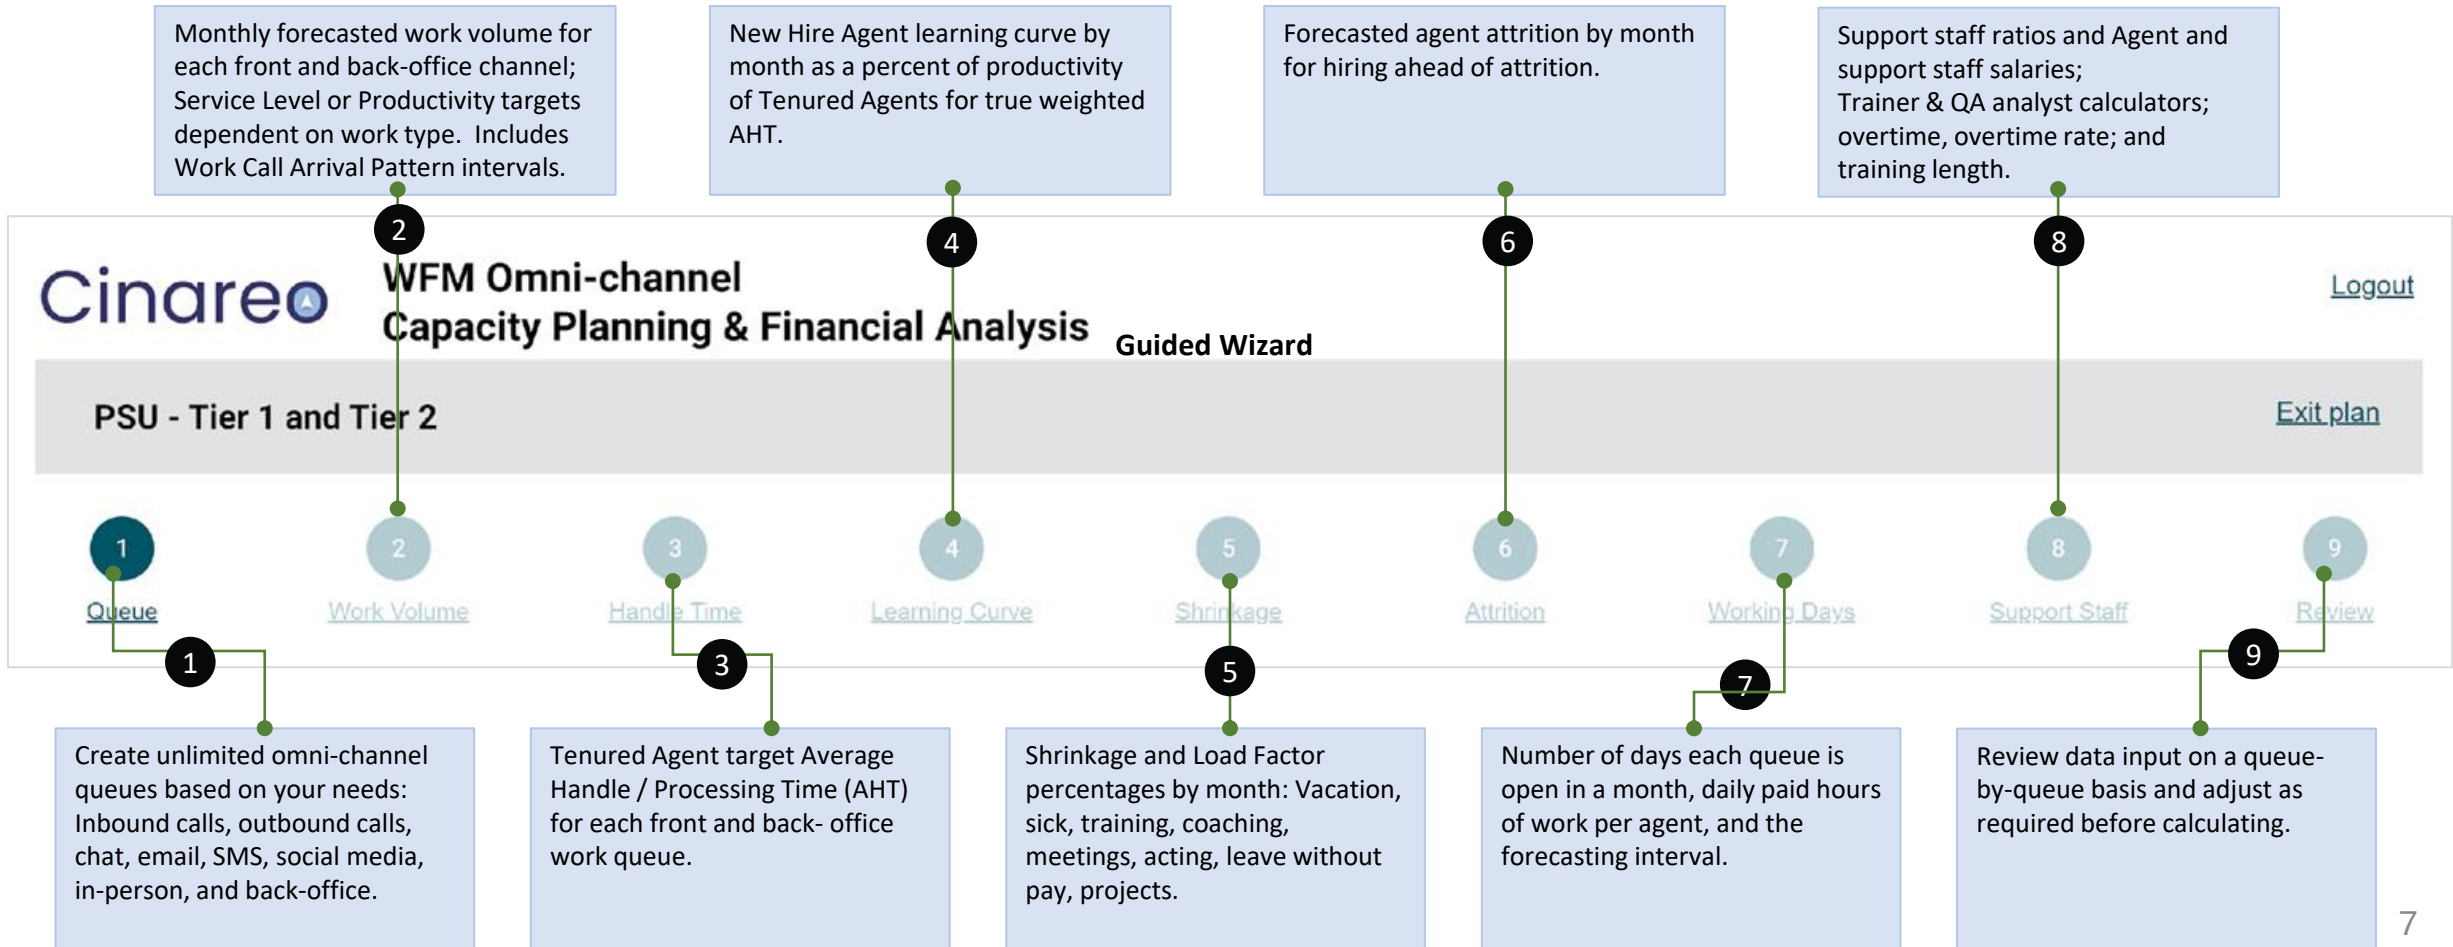 Monthly forecasted work volume for
each front and back-office channel;
Service Level or Productivity targets
dependent on work type.  Includes
Work Call Arrival Pattern intervals.
New Hire Agent learning curve by
month as a percent of productivity
of Tenured Agents for true weighted
AHT.
Forecasted agent attrition by month
for hiring ahead of attrition.
Support staff ratios and Agent and
support staff salaries;
Trainer & QA analyst calculators;
overtime, overtime rate; and
training length.
2
4
6
8
Cinareo
WFM Omni-channel
Capacity Planning & Financial Analysis
Guided Wizard
Logout
PSU - Tier 1 and Tier 2
Exit plan
1
2
3
4
5
6
7
8
9
Queue
Work Volume
Handle Time
Learning Curve
Shrinkage
Attrition
Working Days
Support Staff
Review
1
3
5
7
9
Create unlimited omni-channel
queues based on your needs:
Inbound calls, outbound calls,
chat, email, SMS, social media,
in-person, and back-office.
Tenured Agent target Average
Handle / Processing Time (AHT)
for each front and back- office
work queue.
Shrinkage and Load Factor
percentages by month: Vacation,
sick, training, coaching,
meetings, acting, leave without
pay, projects.
Number of days each queue is
open in a month, daily paid hours
of work per agent, and the
forecasting interval.
Review data input on a queue-
by-queue basis and adjust as
required before calculating.
7